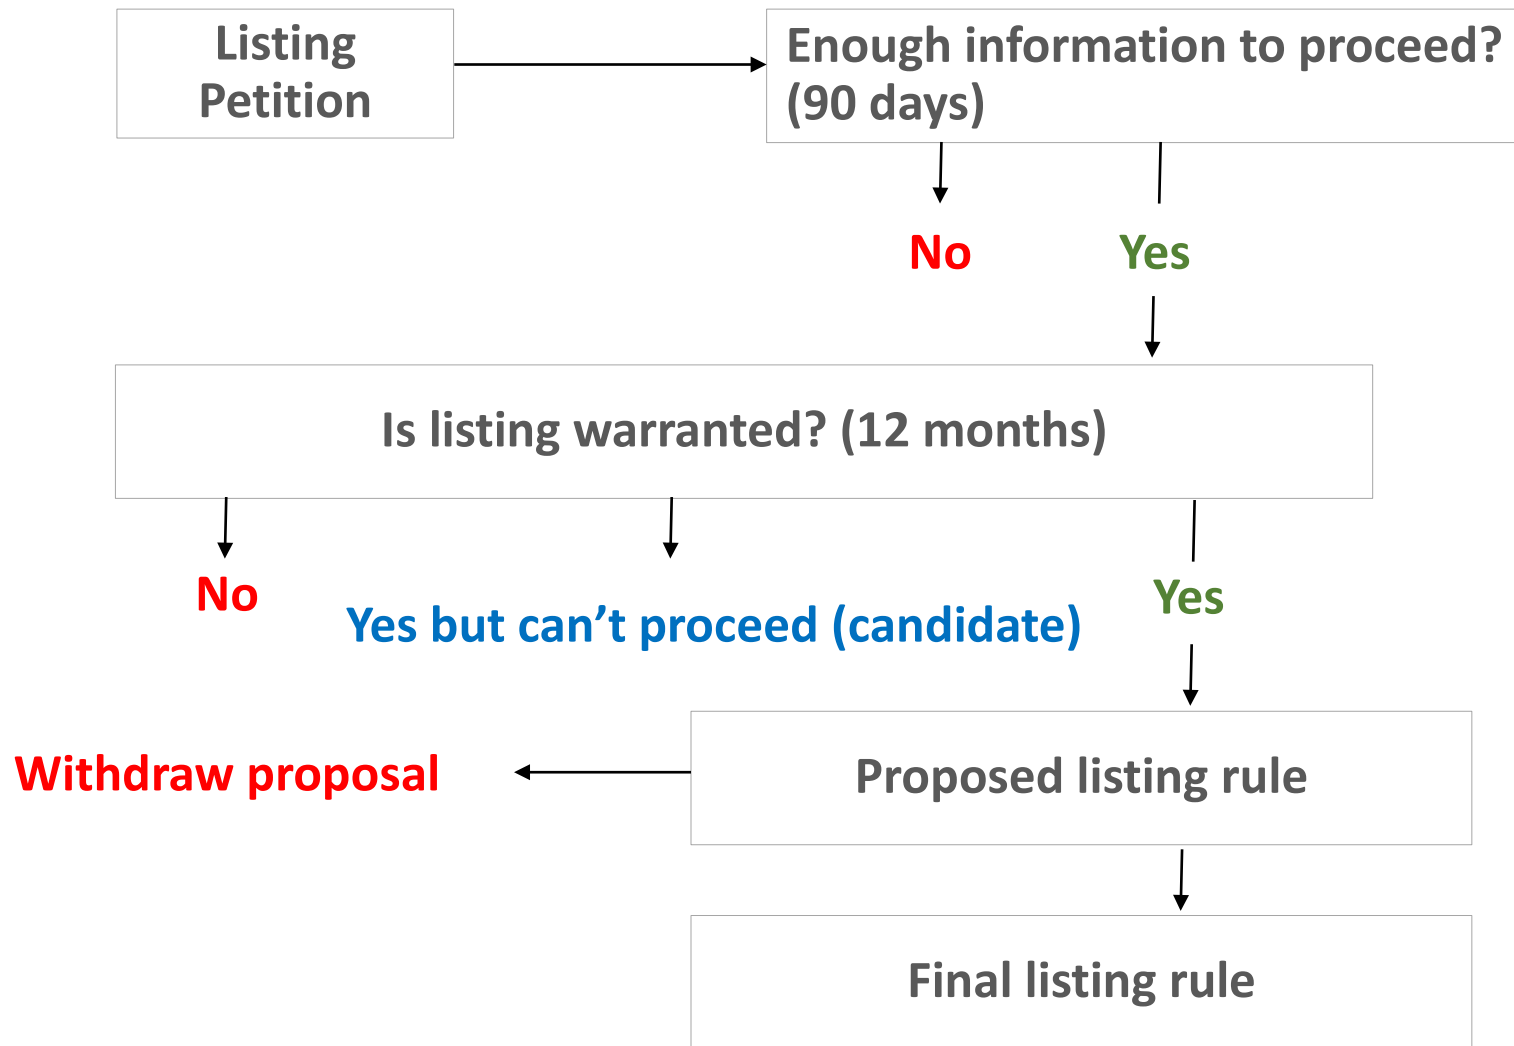 Listing
Petition
Enough information to proceed?
(90 days)
No
Yes
Is listing warranted? (12 months)
No
Yes but can’t proceed (candidate)
Yes
Withdraw proposal
Proposed listing rule
Final listing rule